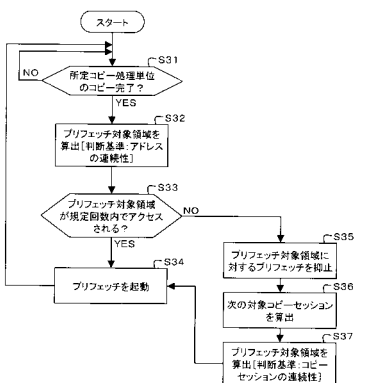 スタート
S31
所定コピー処理単位
のコピー完了？
NO
YES
S32
プリフェッチ対象領域を
算出[判断基準:アドレス
の連続性]
S33
プリフェッチ対象領域
が規定回数内でアクセス
される？
NO
YES
S34
プリフェッチを起動
S35
プリフェッチ対象領域に
対するプリフェッチを抑止
S36
次の対象コピーセッション
を算出
S37
プリフェッチ対象領域を
算出[判断基準:コピー
セッションの連続性]